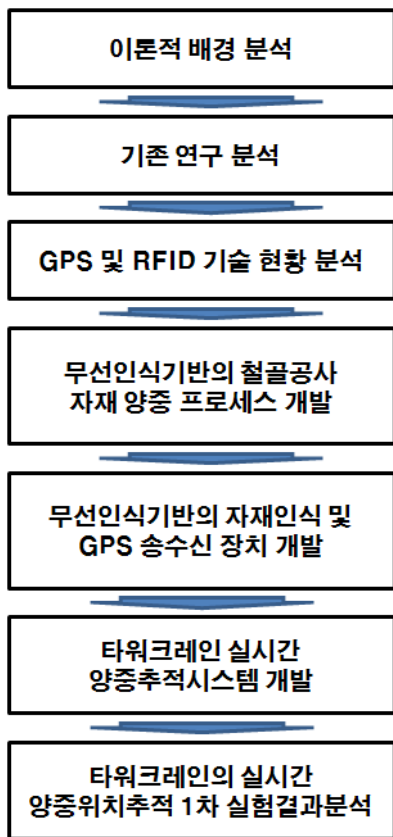 이론적 배경 분석
기존 연구 분석
GPS 및 RFID 기술 현황 분석
무선인식기반의 철골공사
자재 양중 프로세스 개발
무선인식기반의 자재인식 및
GPS 송수신 장치 개발
타워크레인 실시간
양중추적시스템 개발
타워크레인의 실시간
양중위치추적 1차 실험결과분석